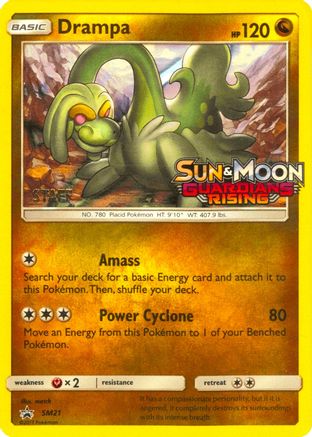 BASIC
Drampa
HP 120
SUN & MOON
GUARDIANS
RISING
STAFF
NO. 780 Placid Pokémon HT: 9'10" WT: 407.9 lbs.
Amass
Search your deck for a basic Energy card and attach it to
this Pokémon. Then, shuffle your deck.
Power Cyclone 80
Move an Energy from this Pokémon to 1 of your Benched
Pokémon.
weakness × 2 resistance retreat
illus. match
SM21
©2017 Pokémon
It has a compassionate personality, but if it is
angered, it completely destroys its surroundings
with its intense breath.